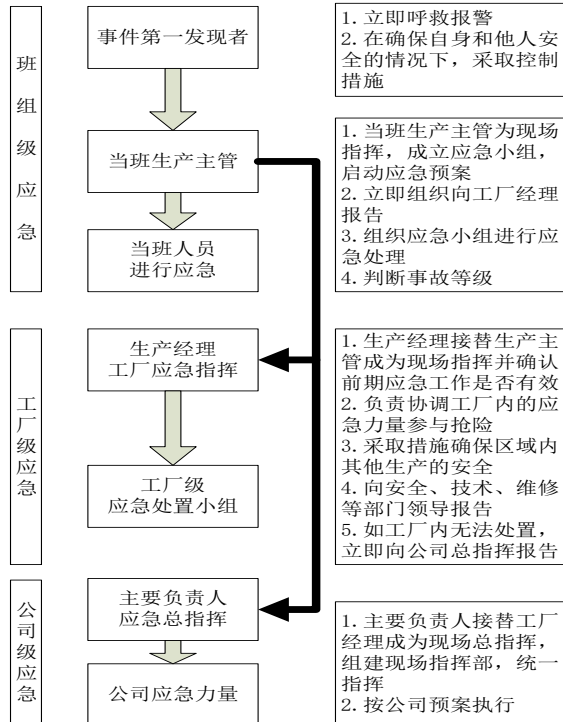 班
组
级
应
急
事件第一发现者
当班生产主管
当班人员
进行应急
1. 立即呼救报警
2. 在确保自身和他人安
全的情况下，采取控制
措施
1. 当班生产主管为现场
指挥，成立应急小组，
启动应急预案
2. 立即组织向工厂经理
报告
3. 组织应急小组进行应
急处理
4. 判断事故等级
工
厂
级
应
急
生产经理
工厂应急指挥
工厂级
应急处置小组
1. 生产经理接替生产主
管成为现场指挥并确认
前期应急工作是否有效
2. 负责协调工厂内的应
急力量参与抢险
3. 采取措施确保区域内
其他生产的安全
4. 向安全、技术、维修
等部门领导报告
5. 如工厂内无法处置，
立即向公司总指挥报告
公
司
级
应
急
主要负责人
应急总指挥
公司应急力量
1. 主要负责人接替工厂
经理成为现场总指挥，
组建现场指挥部，统一
指挥
2. 按公司预案执行